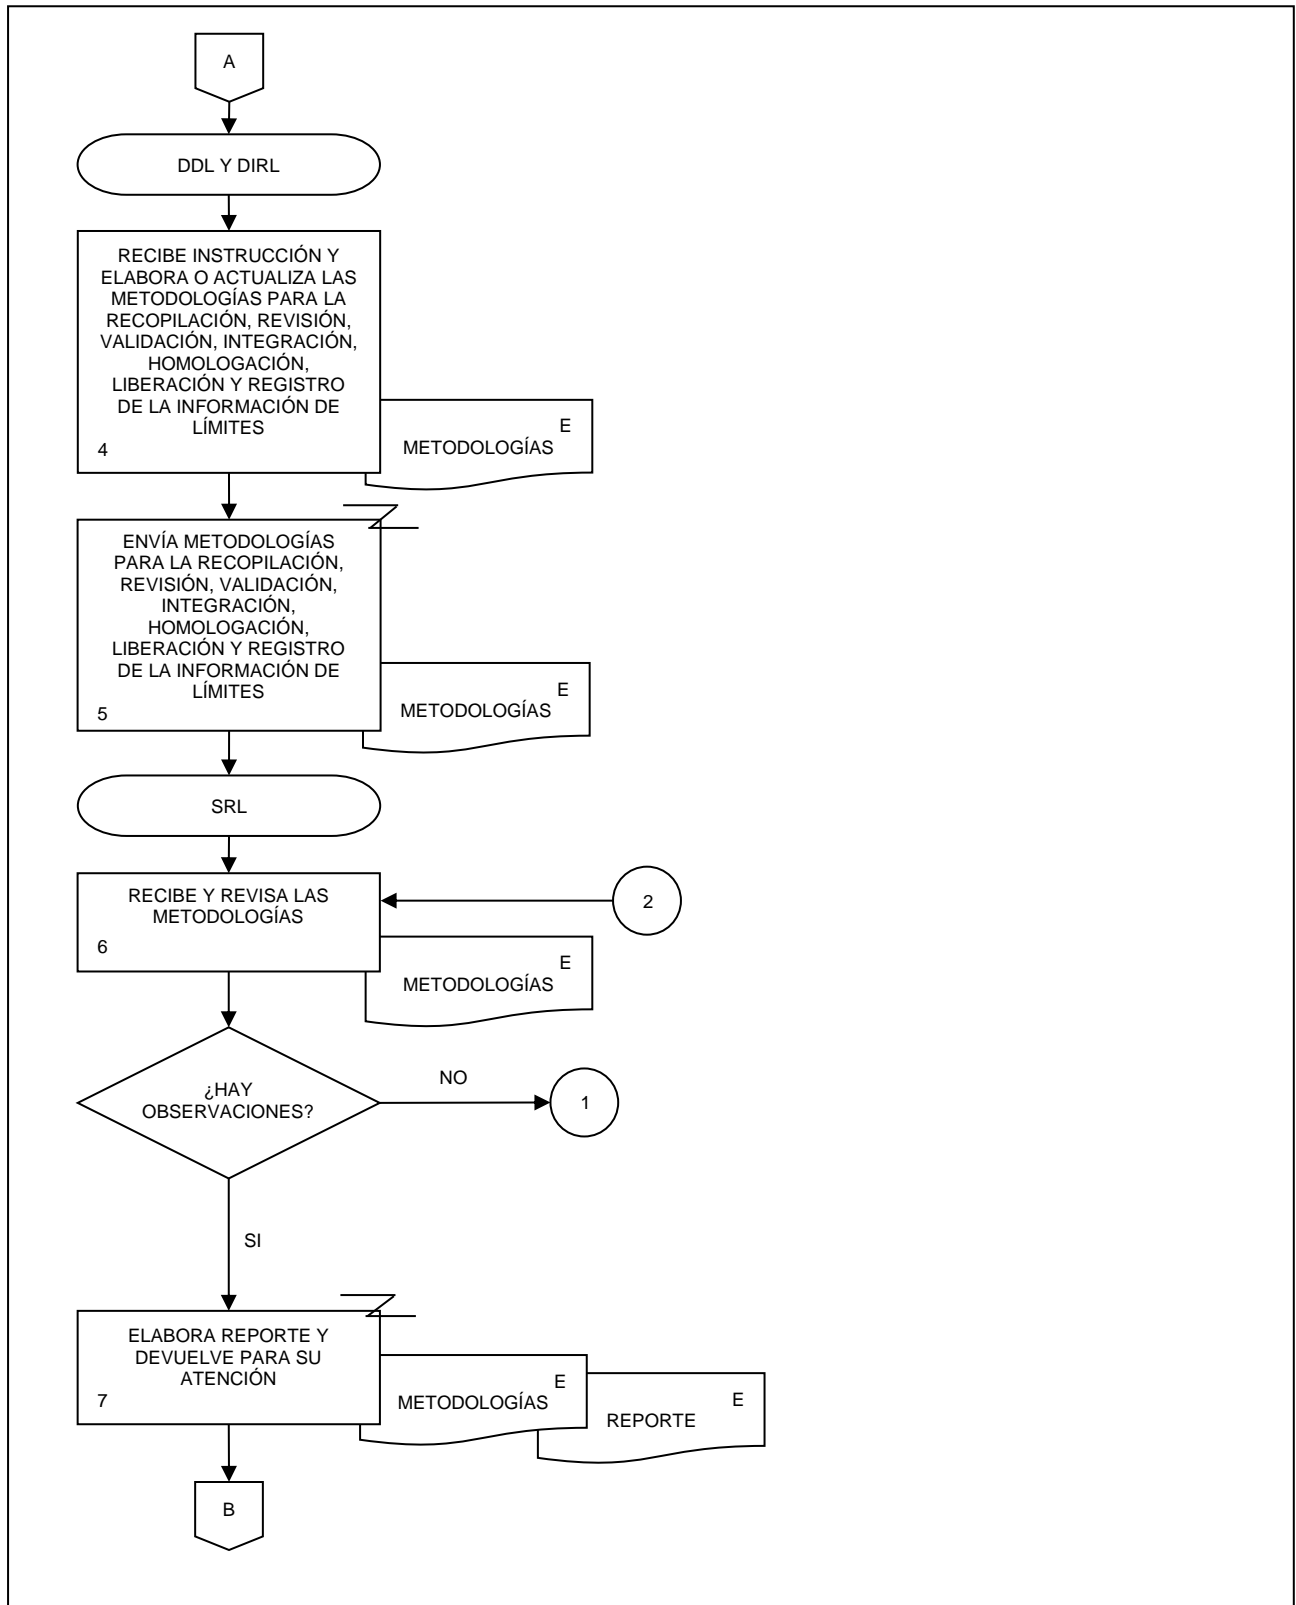 A
DDL Y DIRL
RECIBE INSTRUCCIÓN Y
ELABORA O ACTUALIZA LAS
METODOLOGÍAS PARA LA
RECOPILACIÓN, REVISIÓN,
VALIDACIÓN, INTEGRACIÓN,
HOMOLOGACIÓN,
LIBERACIÓN Y REGISTRO
DE LA INFORMACIÓN DE
LÍMITES
4
E
METODOLOGÍAS
ENVÍA METODOLOGÍAS
PARA LA RECOPILACIÓN,
REVISIÓN, VALIDACIÓN,
INTEGRACIÓN,
HOMOLOGACIÓN,
LIBERACIÓN Y REGISTRO
DE LA INFORMACIÓN DE
LÍMITES
5
E
METODOLOGÍAS
SRL
RECIBE Y REVISA LAS
METODOLOGÍAS
6
2
E
METODOLOGÍAS
¿HAY
OBSERVACIONES?
NO
1
SI
ELABORA REPORTE Y
DEVUELVE PARA SU
ATENCIÓN
7
E
METODOLOGÍAS
E
REPORTE
B